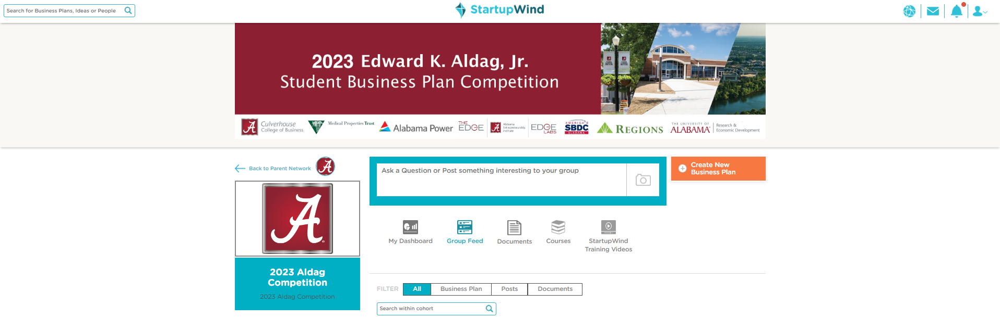 Search for Business Plans, Ideas or People
StartupWind
2023 Edward K. Aldag, Jr.
Student Business Plan Competition
Culverhouse
College of Business
MPT
Medical Properties Trust
Alabama Power
THE
EDGE
A
Alabama
Entrepreneurship
Institute
EDGE
LABS
AMERICA'S
SBDC
ALABAMA
REGIONS
THE UNIVERSITY OF
ALABAMA
Research &
Economic Development
Back to Parent Network
A
Ask a Question or Post something interesting to your group
Create New
Business Plan
A
My Dashboard
Group Feed
Documents
Courses
StartupWind
Training Videos
2023 Aldag
Competition
2023 Aldag Competition
FILTER
All
Business Plan
Posts
Documents
Search within cohort